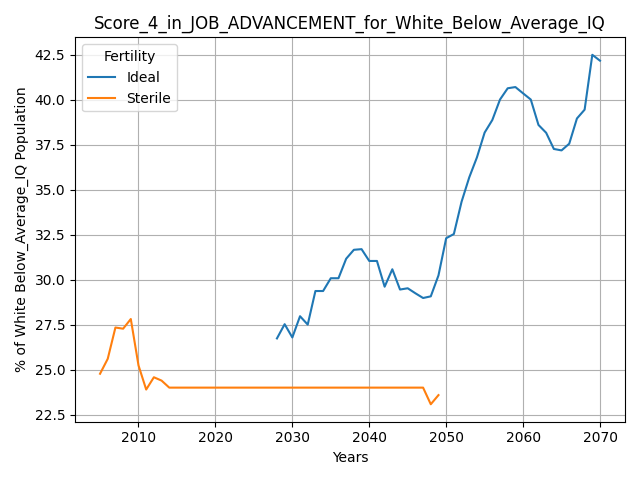 Score_4_in_JOB_ADVANCEMENT_for_White_Below_Average_IQ
Fertility
Ideal
Sterile
% of White Below_Average_IQ Population
42.5
40.0
37.5
35.0
32.5
30.0
27.5
25.0
22.5
2010 2020 2030 2040 2050 2060 2070
Years